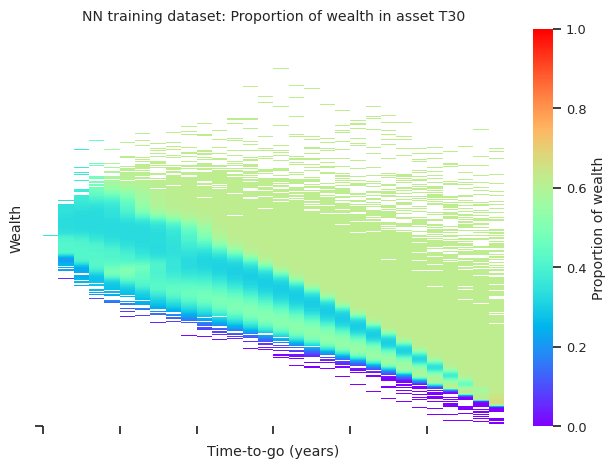 NN training dataset: Proportion of wealth in asset T30
Wealth
Time-to-go (years)
1.0
0.8
0.6
0.4
0.2
0.0
Proportion of wealth